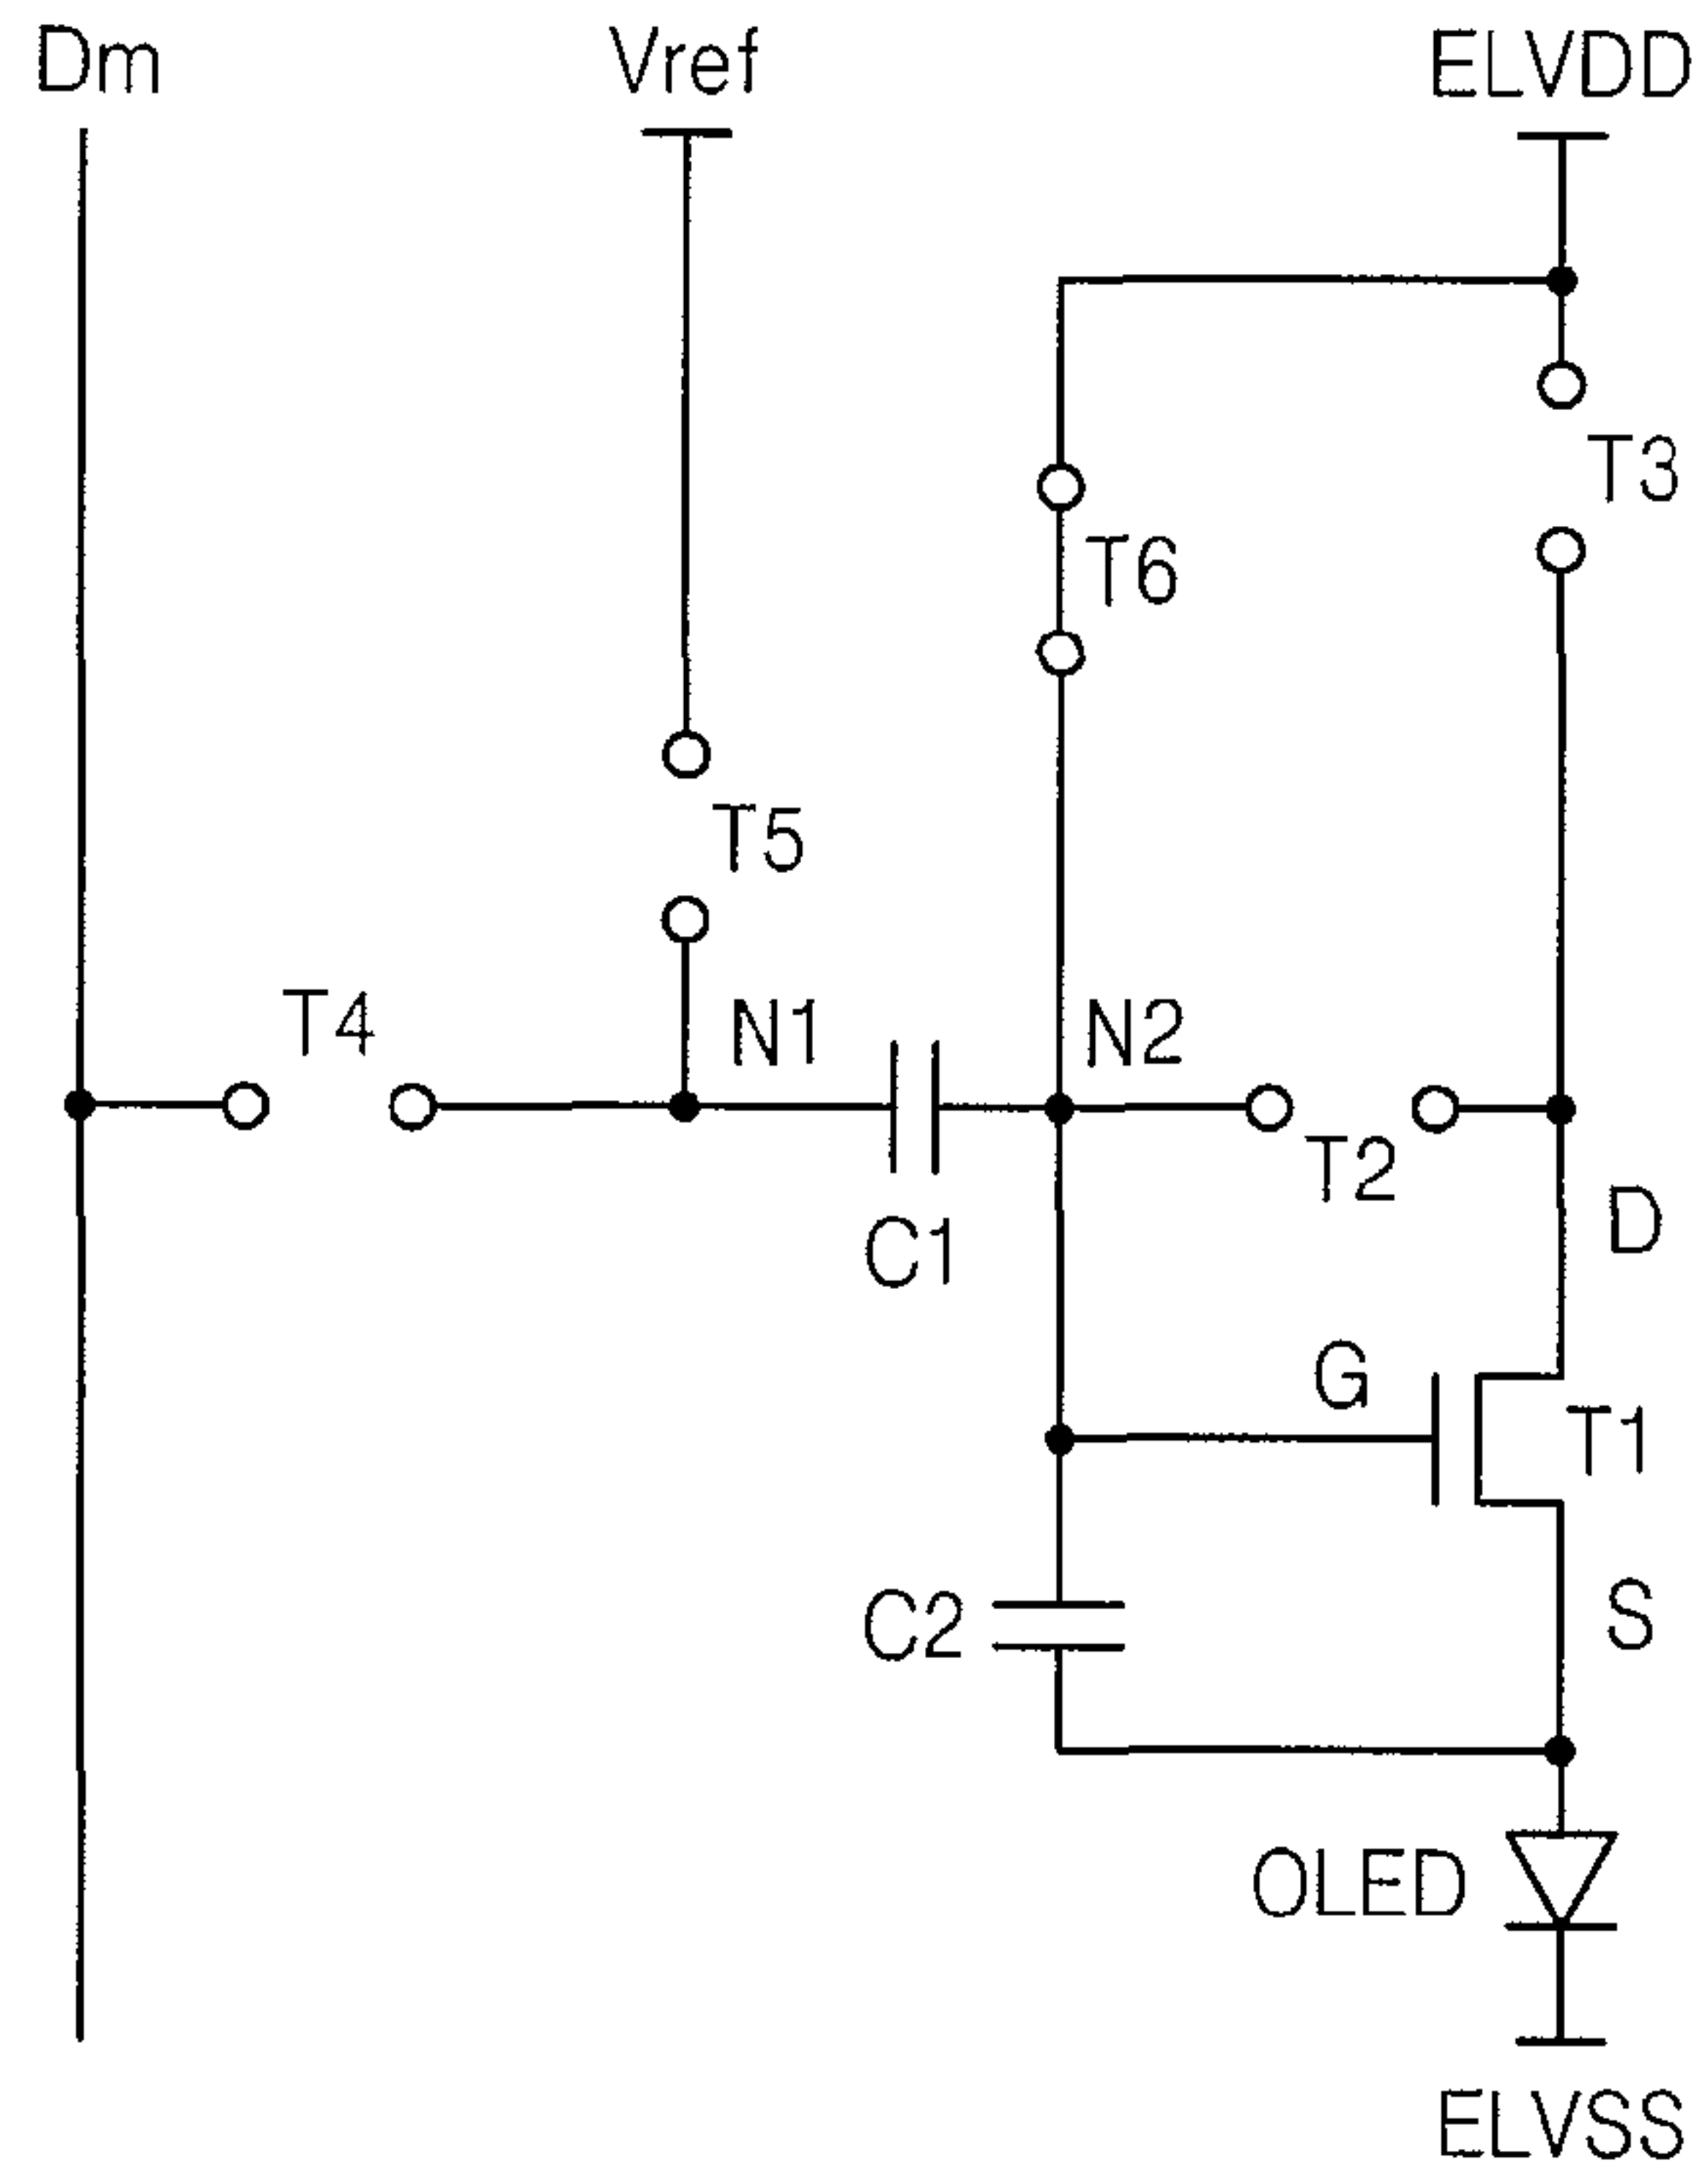 Dm
Vref
ELVDD
T3
T6
T5
T4
N1
N2
T2
C1
D
G
T1
C2
S
OLED
ELVSS